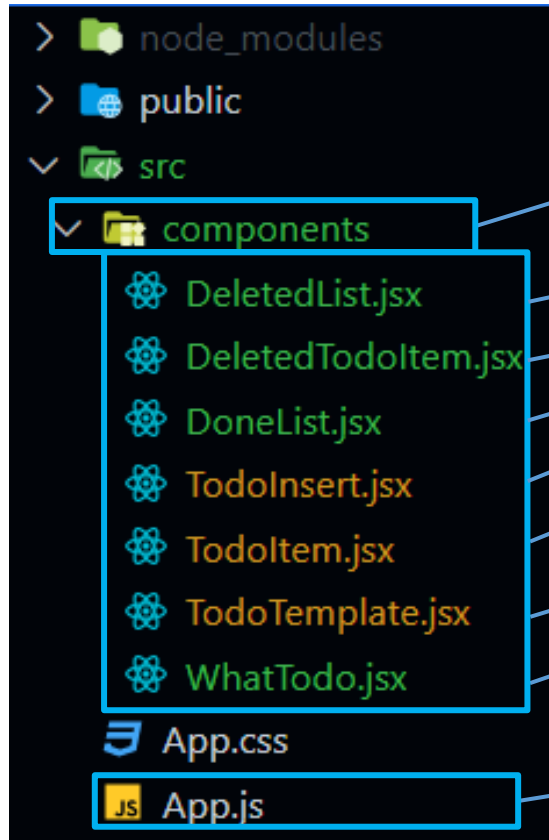 node_modules
public
src
components
DeletedList.jsx
DeletedTodoItem.jsx
DoneList.jsx
TodoInsert.jsx
TodoItem.jsx
TodoTemplate.jsx
WhatTodo.jsx
App.css
JS App.js